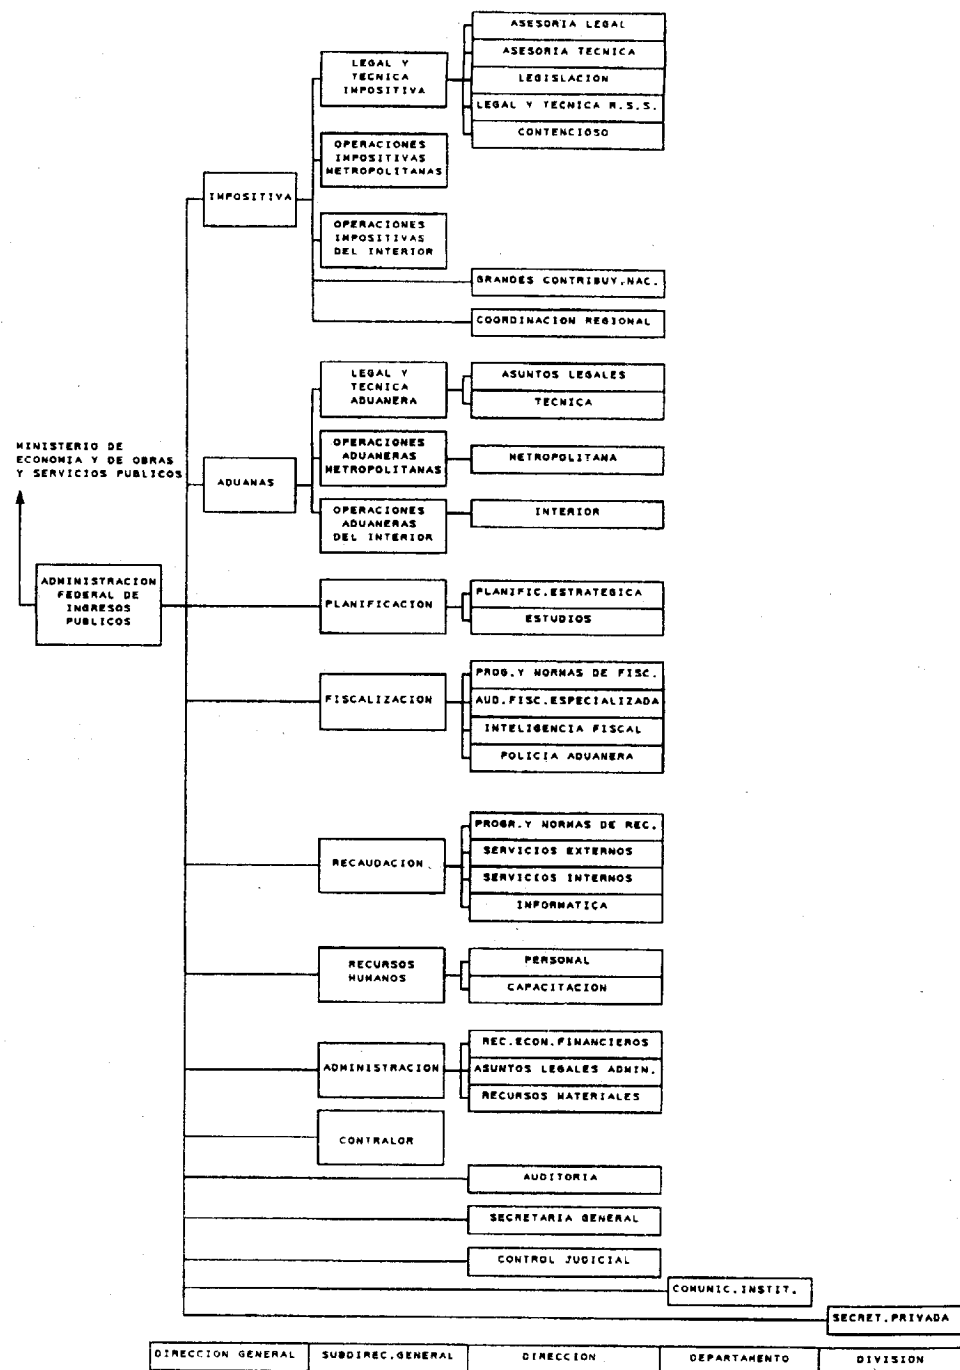 ASESORIA LEGAL
ASESORIA TECNICA
LEGISLACION
LEGAL Y TECNICA R.S.S.
CONTENCIOSO
LEGAL Y
TECNICA
IMPOSITIVA
OPERACIONES
IMPOSITIVAS
METROPOLITANAS
IMPOSITIVA
OPERACIONES
IMPOSITIVAS
DEL INTERIOR
GRANDES CONTRIBUY.NAC.
COORDINACION REGIONAL
LEGAL Y
TECNICA
ADUANERA
ASUNTOS LEGALES
TECNICA
MINISTERIO DE
ECONOMIA Y DE OBRAS
Y SERVICIOS PUBLICOS
OPERACIONES
ADUANERAS
METROPOLITANAS
METROPOLITANA
ADUANAS
OPERACIONES
ADUANERAS
DEL INTERIOR
INTERIOR
ADMINISTRACION
FEDERAL DE
INGRESOS
PUBLICOS
PLANIFICACION
PLANIFIC.ESTRATEGICA
ESTUDIOS
FISCALIZACION
PROG.Y NORMAS DE FISC.
AUD.FISC.ESPECIALIZADA
INTELIGENCIA FISCAL
POLICIA ADUANERA
RECAUDACION
PROGR.Y NORMAS DE REC.
SERVICIOS EXTERNOS
SERVICIOS INTERNOS
INFORMATICA
RECURSOS
HUMANOS
PERSONAL
CAPACITACION
ADMINISTRACION
REC.ECON.FINANCIEROS
ASUNTOS LEGALES ADMIN.
RECURSOS MATERIALES
CONTRALOR
AUDITORIA
SECRETARIA GENERAL
CONTROL JUDICIAL
COMUNIC.INSTIT.
SECRET.PRIVADA
DIRECCION GENERAL
SUBDIREC.GENERAL
DIRECCION
DEPARTAMENTO
DIVISION